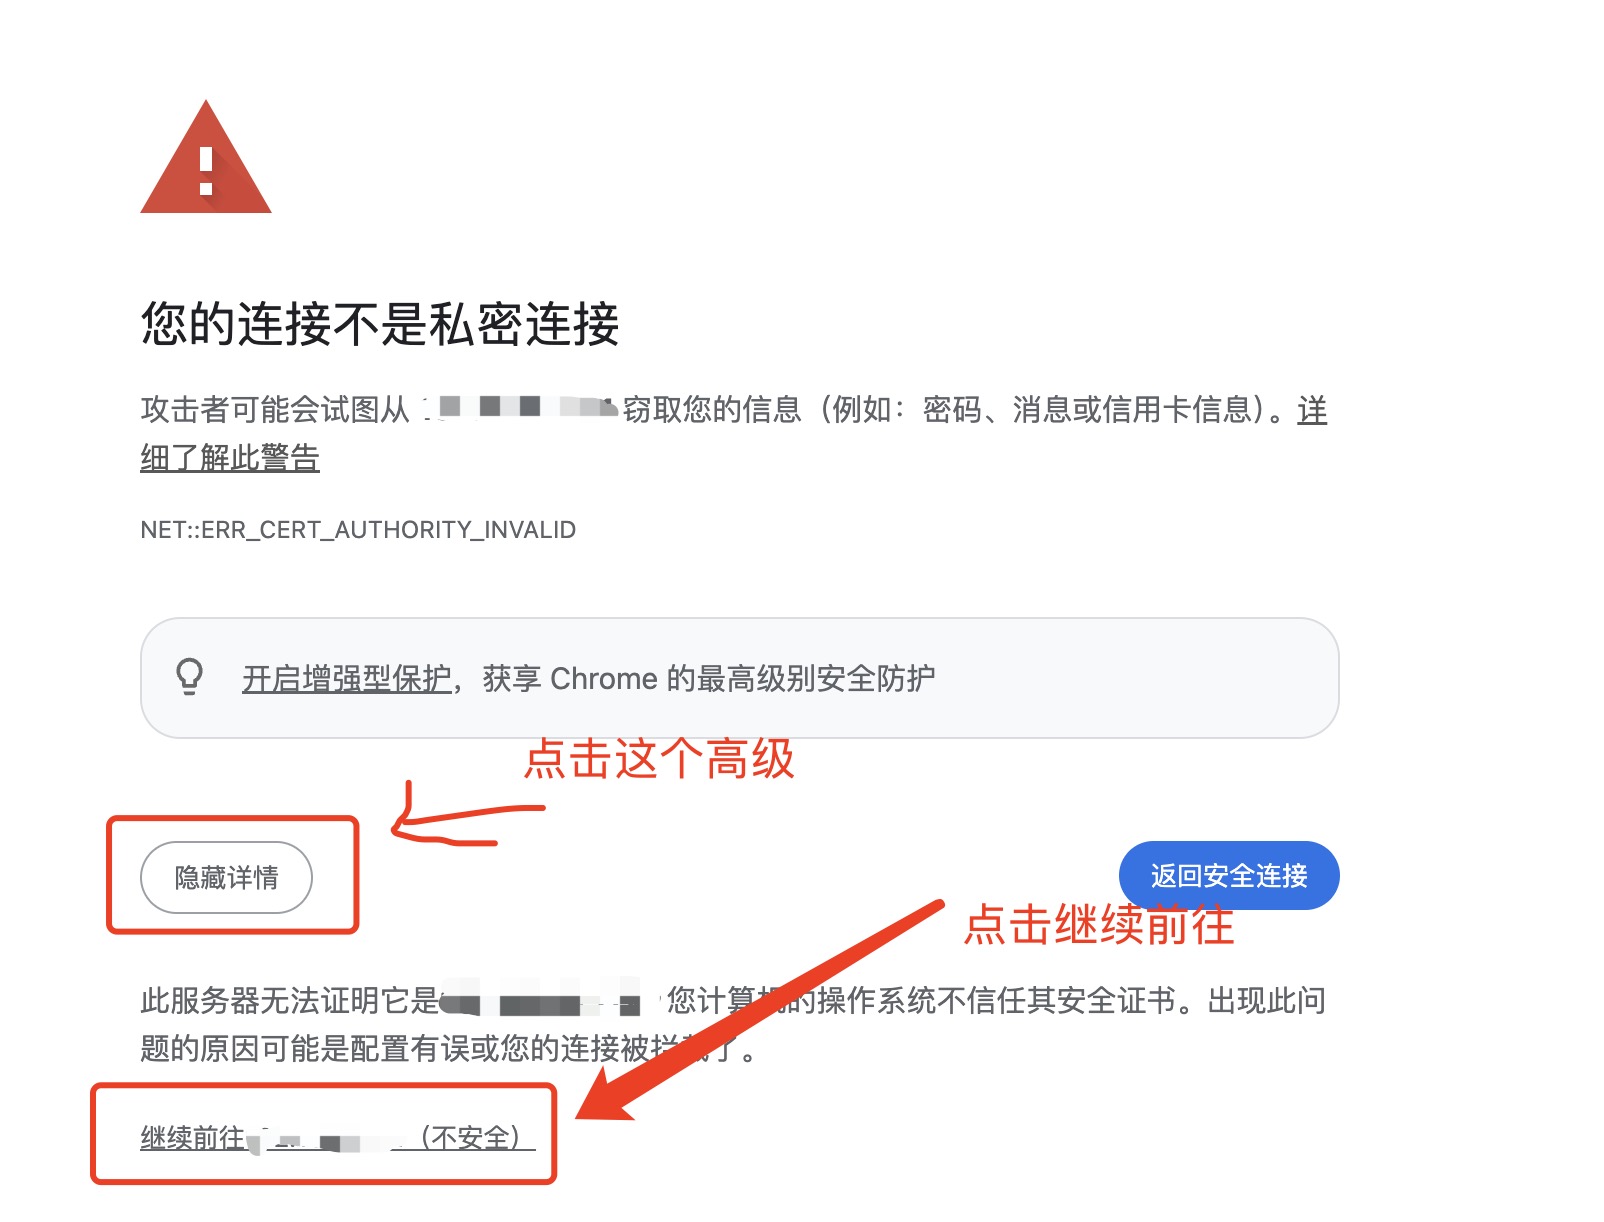 您的连接不是私密连接
攻击者可能会试图从 窃取您的信息（例如：密码、消息或信用卡信息）。详
细了解此警告
NET::ERR_CERT_AUTHORITY_INVALID
开启增强型保护，获享 Chrome 的最高级别安全防护
点击这个高级
隐藏详情
返回安全连接
点击继续前往
此服务器无法证明它是 您计算机的操作系统不信任其安全证书。出现此问
题的原因可能是配置有误或您的连接被拦截了。
继续前往 （不安全）